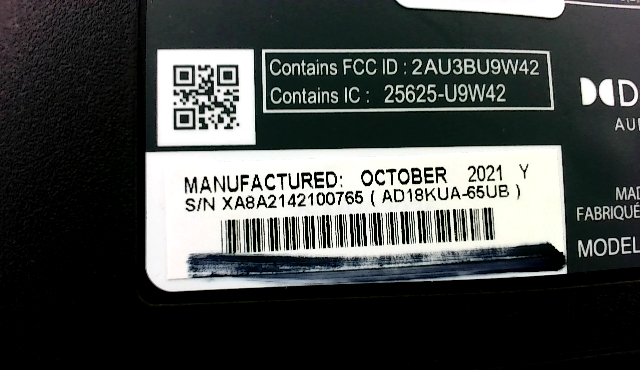 Contains FCC ID : 2AU3BU9W42
Contains IC : 25625-U9W42
MANUFACTURED: OCTOBER 2021 Y
S/N XA8A2142100765 ( AD18KUA-65UB )
AU
MAD
FABRIQUÉ
MODEL